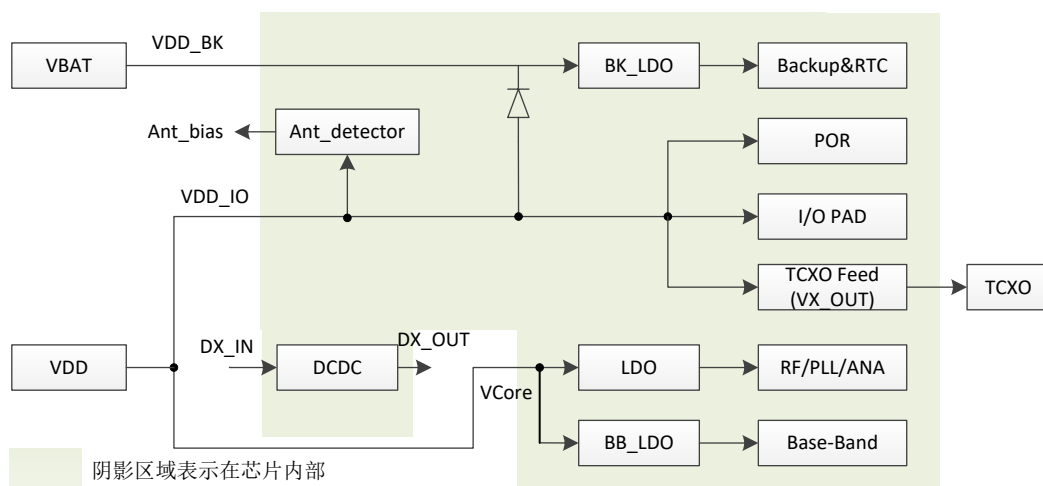 VDD_BK
VBAT
BK_LDO
Backup&RTC
Ant_bias
Ant_detector
POR
VDD_IO
I/O PAD
TCXO Feed
(VX_OUT)
TCXO
DX_IN
DX_OUT
VDD
DCDC
LDO
RF/PLL/ANA
VCore
BB_LDO
Base-Band
阴影区域表示在芯片内部